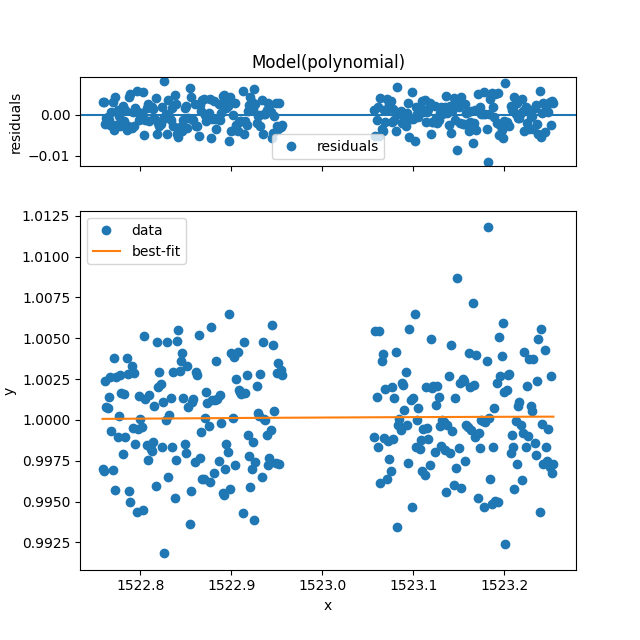 Model(polynomial)
residuals
0.00
−0.01
residuals
y
1.0125
1.0100
1.0075
1.0050
1.0025
1.0000
0.9975
0.9950
0.9925
data
best-fit
1522.8 1522.9 1523.0 1523.1 1523.2
x